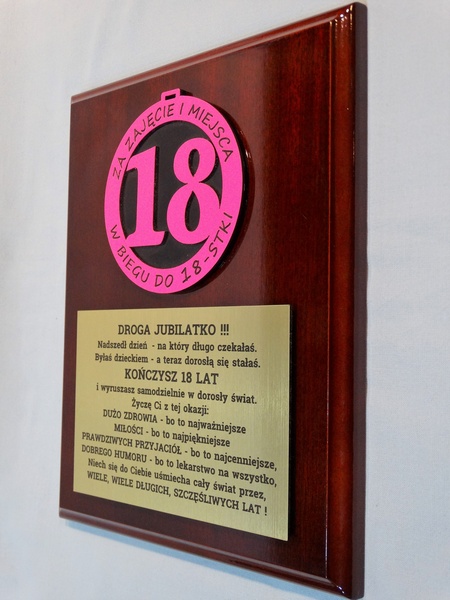 ZA ZAJĘCIE I MIEJSCA
18
W BIEGU DO 18-STKI
DROGA JUBILATKO !!!
Nadszedł dzień - na który długo czekałaś.
Byłaś dzieckiem - a teraz dorosłą się stałaś.
KOŃCZYSZ 18 LAT
i wyruszasz samodzielnie w dorosły świat.
Życzę Ci z tej okazji:
DUŻO ZDROWIA - bo to najważniejsze
MIŁOŚCI - bo to najpiękniejsze
PRAWDZIWYCH PRZYJACIÓŁ - bo to najcenniejsze,
DOBREGO HUMORU - bo to lekarstwo na wszystko,
Niech się do Ciebie uśmiecha cały świat przez,
WIELE, WIELE DŁUGICH, SZCZĘŚLIWYCH LAT !